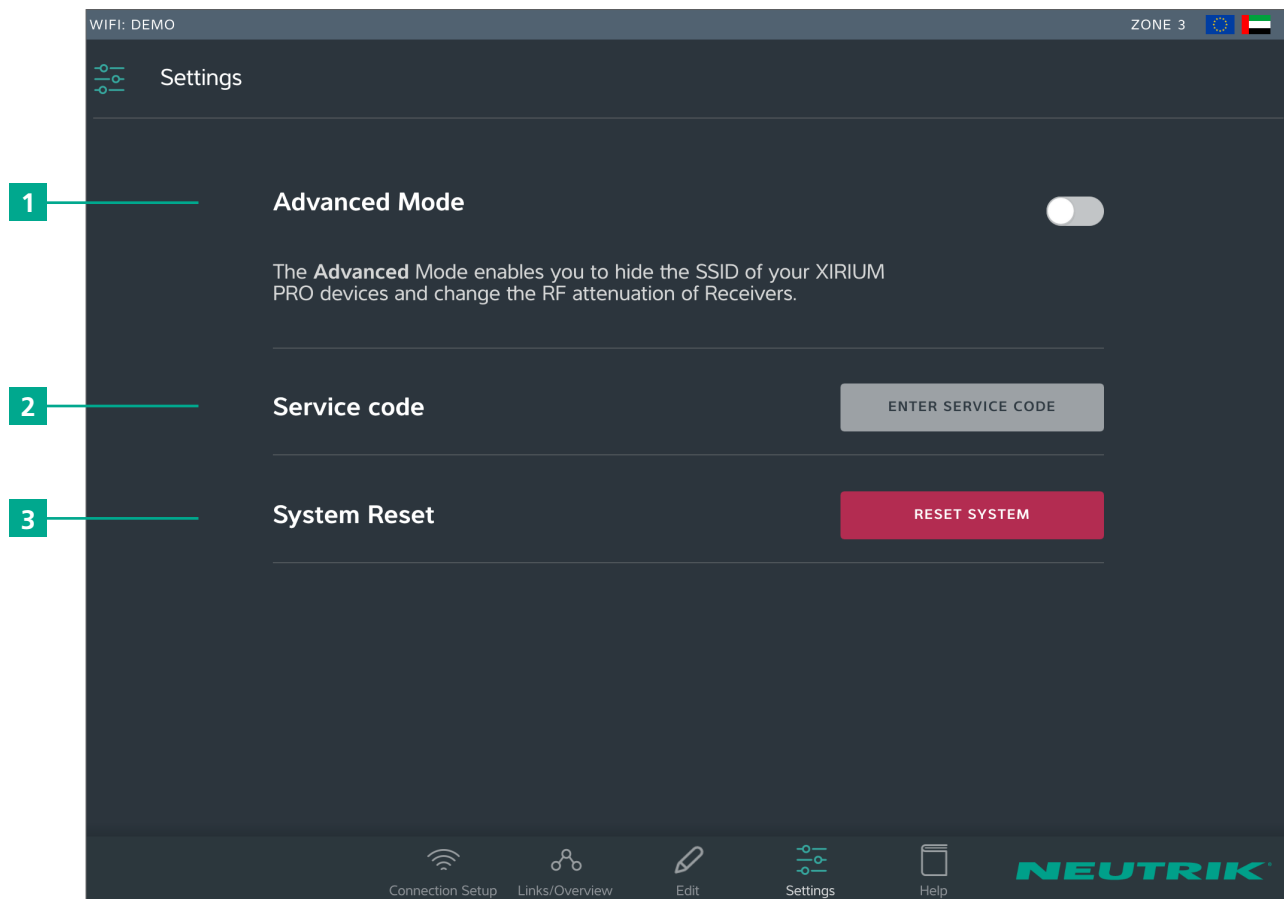 WIFI: DEMO
ZONE 3
Settings
1
Advanced Mode
The Advanced Mode enables you to hide the SSID of your XIRIUM
PRO devices and change the RF attenuation of Receivers.
2
Service code
ENTER SERVICE CODE
3
System Reset
RESET SYSTEM
Connection Setup
Links/Overview
Edit
Settings
Help
NEUTRIK